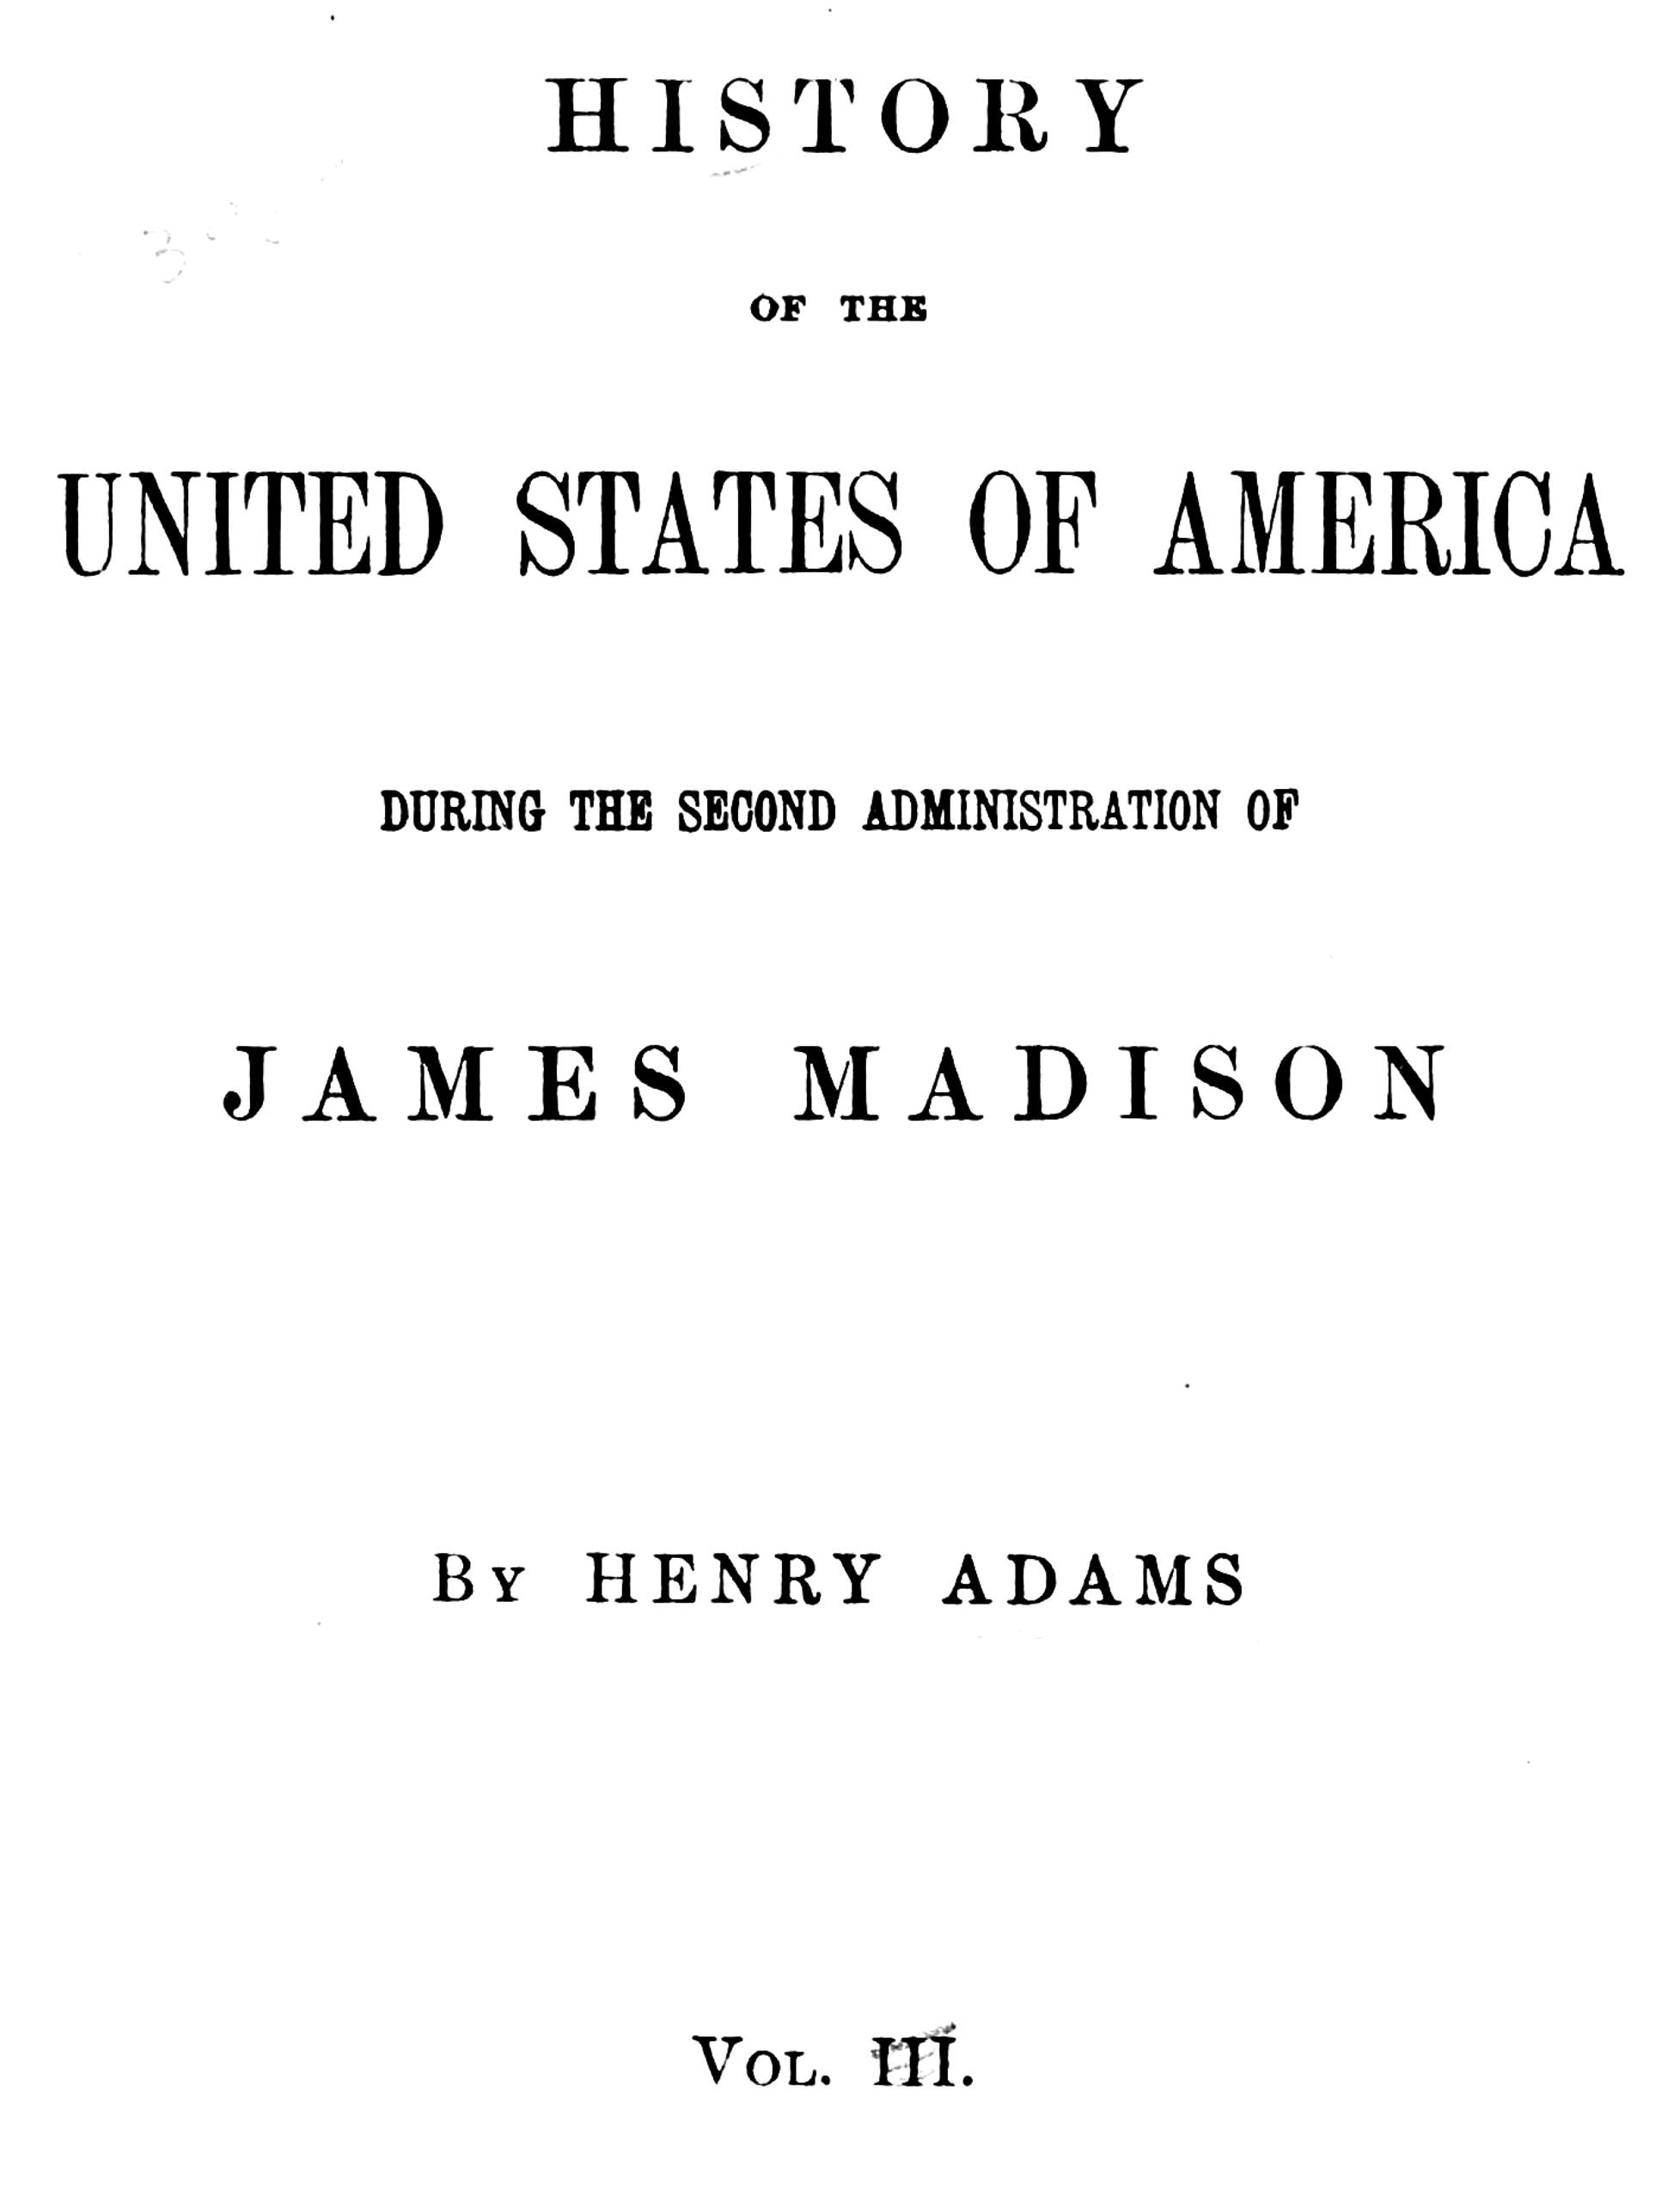 HISTORY
OF THE
UNITED STATES OF AMERICA
DURING THE SECOND ADMINISTRATION OF
JAMES MADISON
BY HENRY ADAMS
VOL. III.